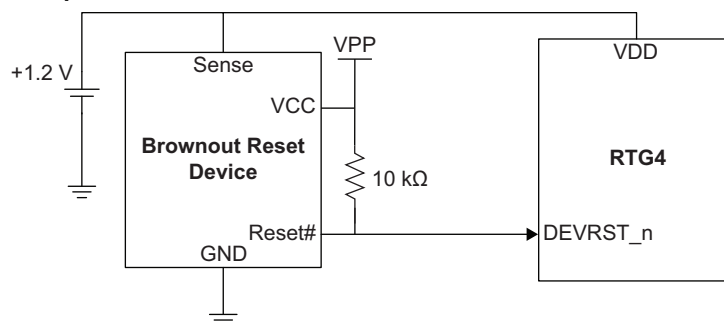 VPP
VDD
Sense
+1.2 V
VCC
Brownout Reset
Device
RTG4
10 kΩ
Reset#
DEVRST_n
GND